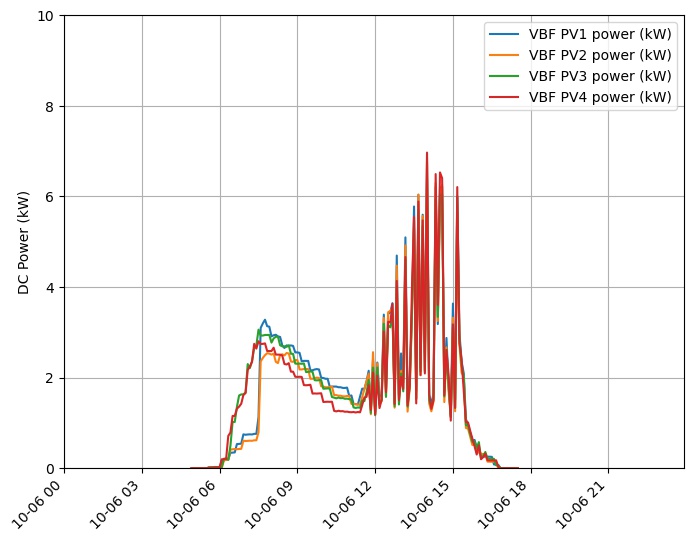 10
8
6
4
2
0
DC Power (kW)
VBF PV1 power (kW)
VBF PV2 power (kW)
VBF PV3 power (kW)
VBF PV4 power (kW)
10-06 00
10-06 03
10-06 06
10-06 09
10-06 12
10-06 15
10-06 18
10-06 21